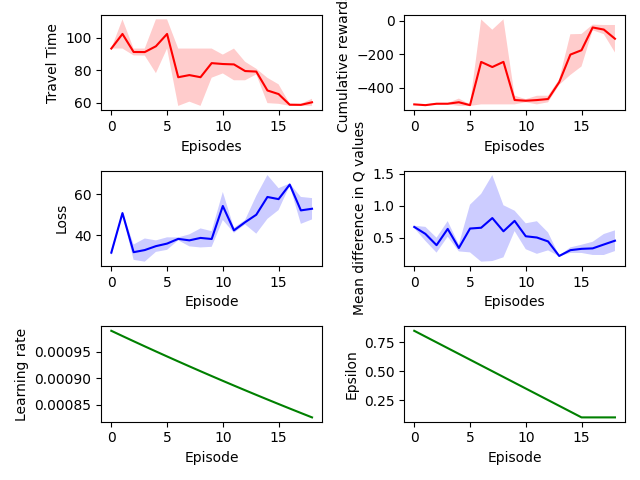 Travel Time
100
80
60
0 5 10 15
Episodes
Cumulative reward
0
−200
−400
0 5 10 15
Episodes
Loss
60
40
0 5 10 15
Episode
Mean difference in Q values
1.5
1.0
0.5
0 5 10 15
Episodes
Learning rate
0.00095
0.00090
0.00085
0 5 10 15
Episode
Epsilon
0.75
0.50
0.25
0 5 10 15
Episode